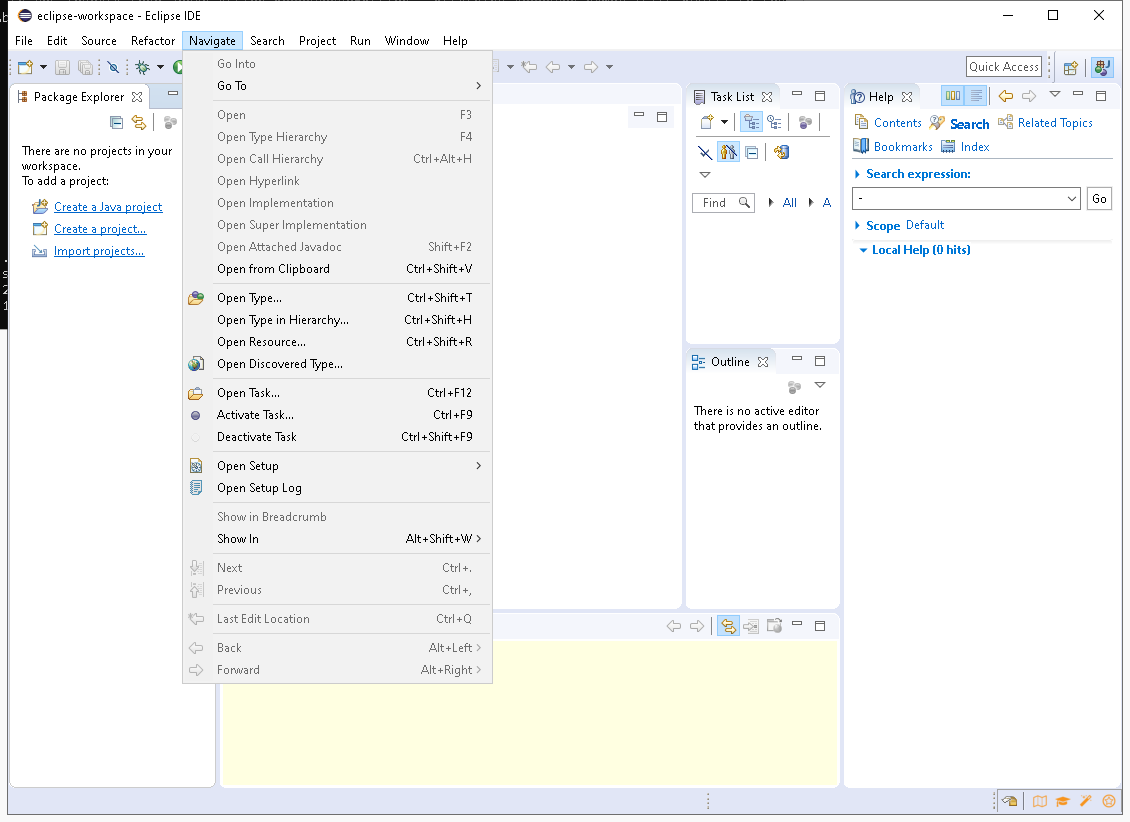 eclipse-workspace - Eclipse IDE
File Edit Source Refactor Navigate Search Project Run Window Help
Quick Access
Package Explorer
There are no projects in your
workspace.
To add a project:
Create a Java project
Create a project...
Import projects...
Go Into
Go To
Open F3
Open Type Hierarchy F4
Open Call Hierarchy Ctrl+Alt+H
Open Hyperlink
Open Implementation
Open Super Implementation
Open Attached Javadoc Shift+F2
Open from Clipboard Ctrl+Shift+V
Open Type... Ctrl+Shift+T
Open Type in Hierarchy... Ctrl+Shift+H
Open Resource... Ctrl+Shift+R
Open Discovered Type...
Open Task... Ctrl+F12
Activate Task... Ctrl+F9
Deactivate Task Ctrl+Shift+F9
Open Setup
Open Setup Log
Show in Breadcrumb
Show In Alt+Shift+W
Next Ctrl+.
Previous Ctrl+,
Last Edit Location Ctrl+Q
Back Alt+Left
Forward Alt+Right
Task List
Find All A
Outline
There is no active editor
that provides an outline.
Help
Contents Search Related Topics
Bookmarks Index
Search expression:
- Go
Scope Default
Local Help (0 hits)